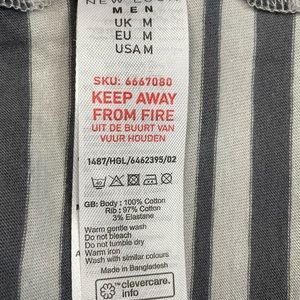 NEW LOOK
MEN
UK M
EU M
USA M
SKU: 6667080
KEEP AWAY
FROM FIRE
UIT DE BUURT VAN
VUUR HOUDEN
1487/HGL/6462395/02
GB: Body : 100% Cotton
Rib : 97% Cotton
3% Elastane
Warm gentle wash
Do not bleach
Do not tumble dry
Warm iron
Wash with similar colours
Made in Bangladesh
clevercare.
info